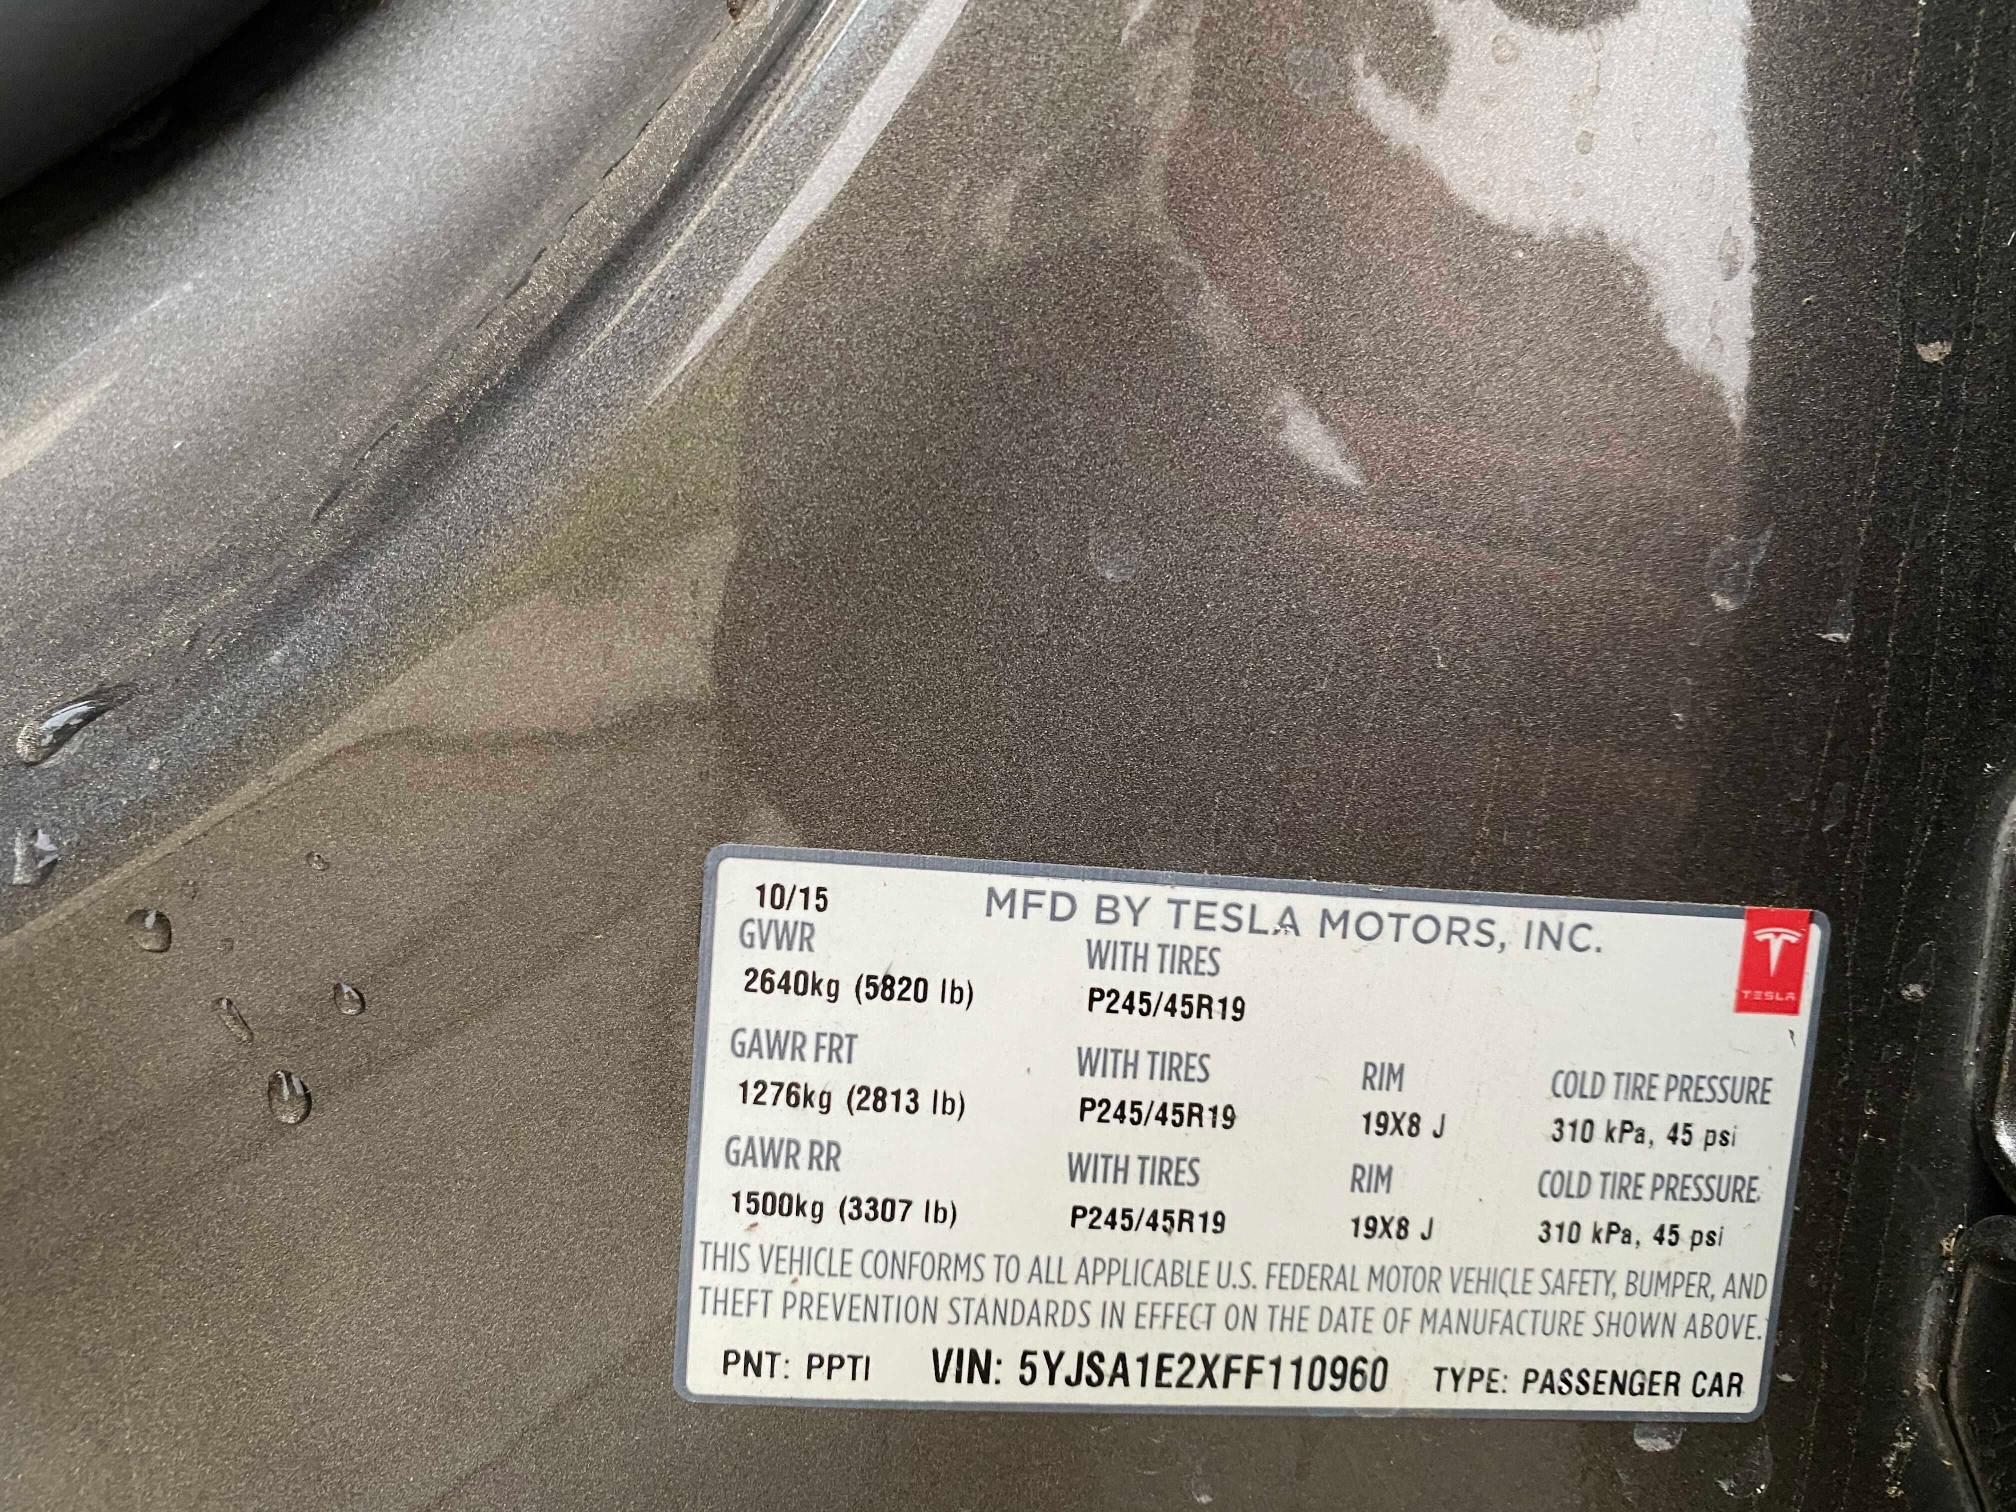 10/15 MFD BY TESLA MOTORS, INC.
GVWR WITH TIRES
2640kg (5820 lb) P245/45R19
TESLA
GAWR FRT WITH TIRES RIM COLD TIRE PRESSURE
1276kg (2813 lb) P245/45R19 19X8 J 310 kPa, 45 psi
GAWR RR WITH TIRES RIM COLD TIRE PRESSURE
1500kg (3307 lb) P245/45R19 19X8 J 310 kPa, 45 psi
THIS VEHICLE CONFORMS TO ALL APPLICABLE U.S. FEDERAL MOTOR VEHICLE SAFETY, BUMPER, AND
THEFT PREVENTION STANDARDS IN EFFECT ON THE DATE OF MANUFACTURE SHOWN ABOVE.
PNT: PPTI VIN: 5YJSA1E2XFF110960 TYPE: PASSENGER CAR